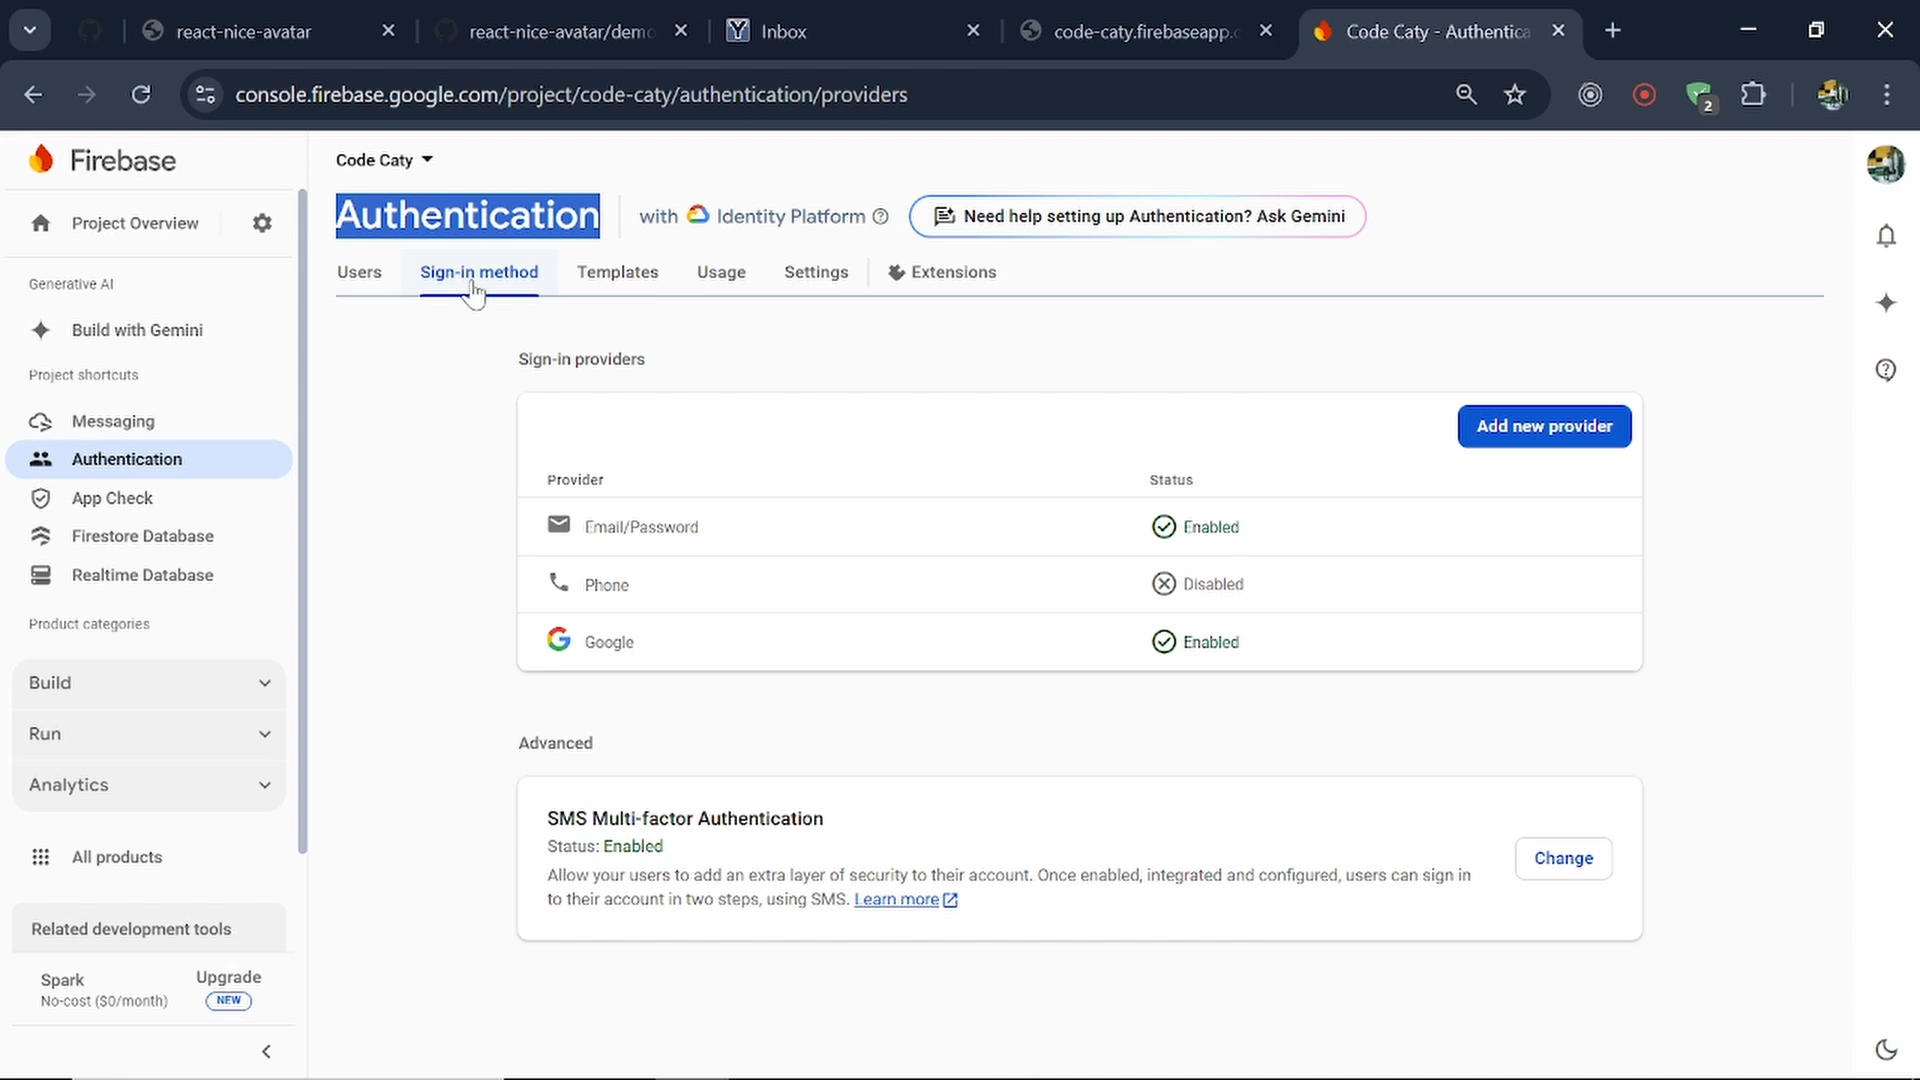 react-nice-avatar
react-nice-avatar/demo
Inbox
code-caty.firebaseapp.c
Code Caty - Authentica
console.firebase.google.com/project/code-caty/authentication/providers
2
Firebase
Project Overview
Generative AI
Build with Gemini
Project shortcuts
Messaging
Authentication
App Check
Firestore Database
Realtime Database
Product categories
Build
Run
Analytics
All products
Related development tools
Spark
No-cost ($0/month)
Upgrade
NEW
Code Caty
Authentication
with Identity Platform
Need help setting up Authentication? Ask Gemini
Users
Sign-in method
Templates
Usage
Settings
Extensions
Sign-in providers
Add new provider
Provider
Status
Email/Password
Enabled
Phone
Disabled
Google
Enabled
Advanced
SMS Multi-factor Authentication
Status: Enabled
Allow your users to add an extra layer of security to their account. Once enabled, integrated and configured, users can sign in
to their account in two steps, using SMS. Learn more
Change